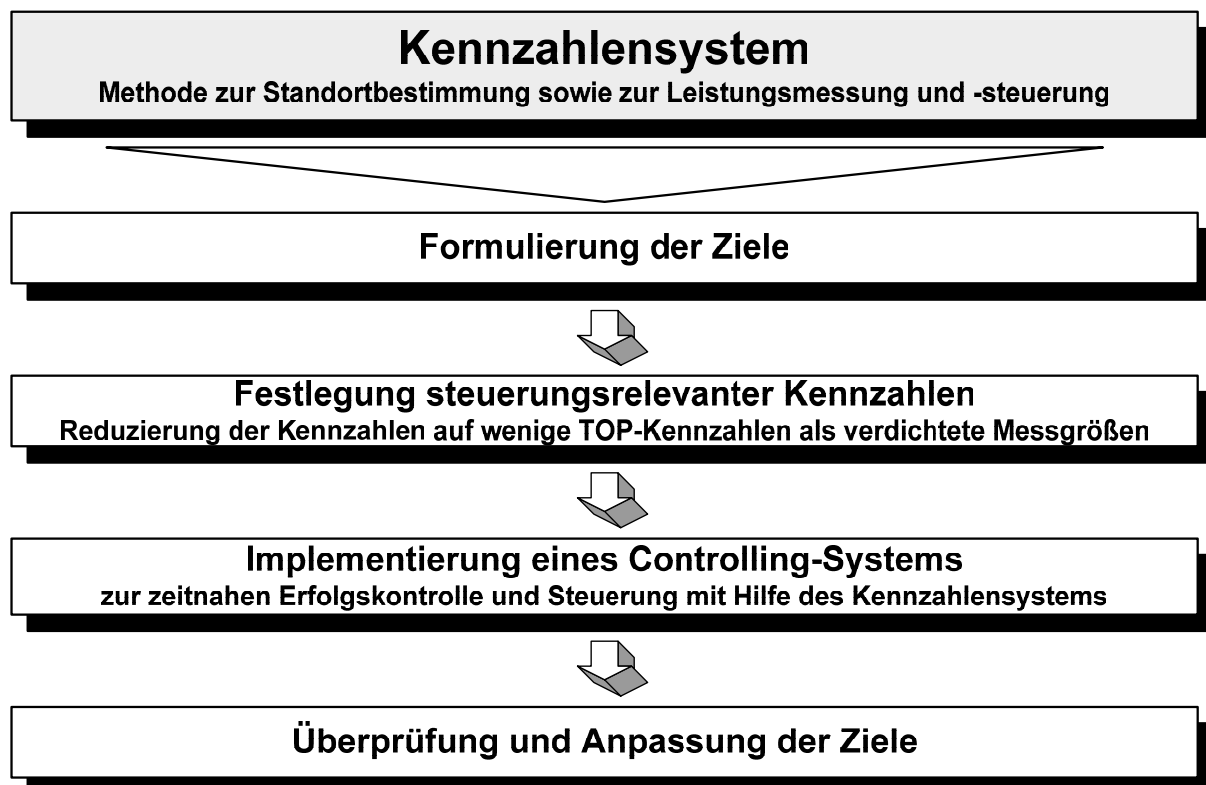 Kennzahlensystem
Methode zur Standortbestimmung sowie zur Leistungsmessung und -steuerung
Formulierung der Ziele
Festlegung steuerungsrelevanter Kennzahlen
Reduzierung der Kennzahlen auf wenige TOP-Kennzahlen als verdichtete Messgrößen
Implementierung eines Controlling-Systems
zur zeitnahen Erfolgskontrolle und Steuerung mit Hilfe des Kennzahlensystems
Überprüfung und Anpassung der Ziele